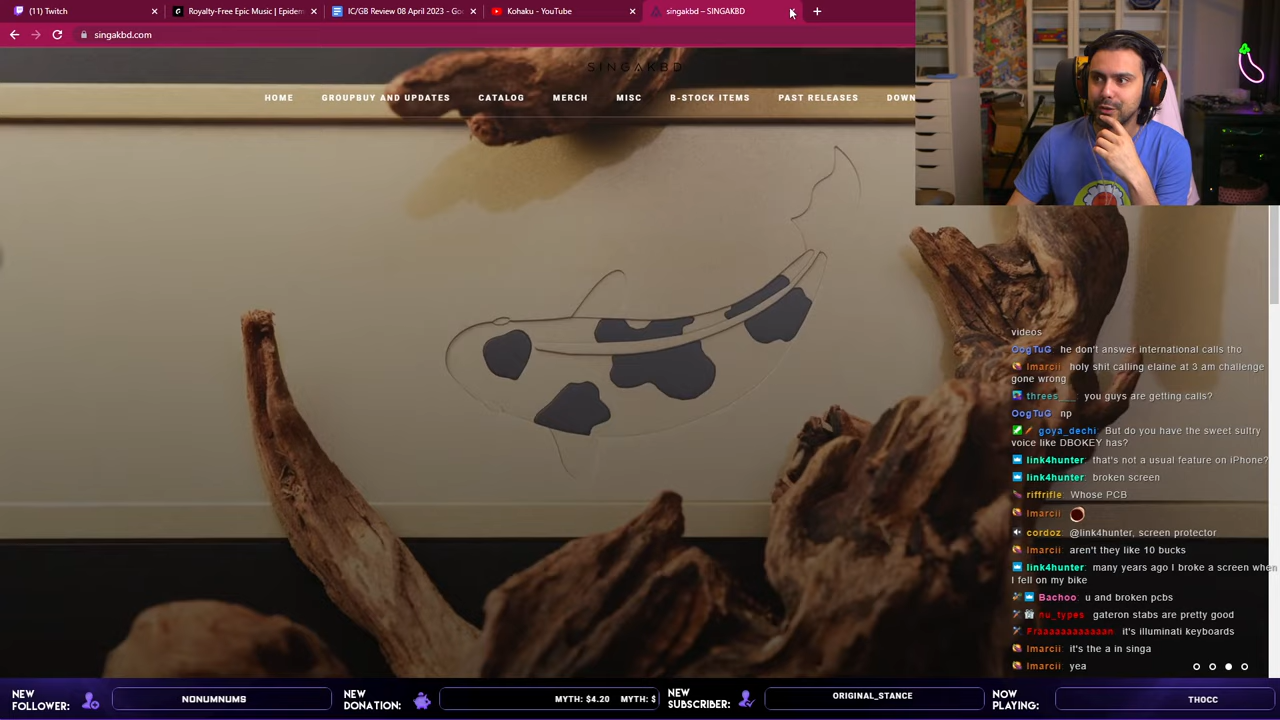 (11) Twitch
Royalty-Free Epic Music | Epidem
IC/GB Review 08 April 2023 - Goo
Kohaku - YouTube
singakbd – SINGAKBD
singakbd.com
SINGAKBD
HOME GROUPBUY AND UPDATES CATALOG MERCH MISC B-STOCK ITEMS PAST RELEASES DOWN
videos
OogTuG he don't answer international calls tho
lmarcii: holy shit calling elaine at 3 am challenge
gone wrong
threes___: you guys are getting calls?
OogTuG np
goya_dechi: But do you have the sweet sultry
voice like DBOKEY has?
link4hunter: that's not a usual feature on iPhone?
link4hunter: broken screen
riffrifle: Whose PCB
lmarcii
cordoz: @link4hunter, screen protector
lmarcii: aren't they like 10 bucks
link4hunter: many years ago I broke a screen when
I fell on my bike
Bachoo: u and broken pcbs
nu_types gateron stabs are pretty good
it's illuminati keyboards
lmarcii: it's the a in singa
lmarcii: yea
NEW
FOLLOWER:
NONUMNUMS
NEW
DONATION:
MYTH: $4.20 MYTH: $
NEW
SUBSCRIBER:
ORIGINAL_STANCE
NOW
PLAYING:
THOCC